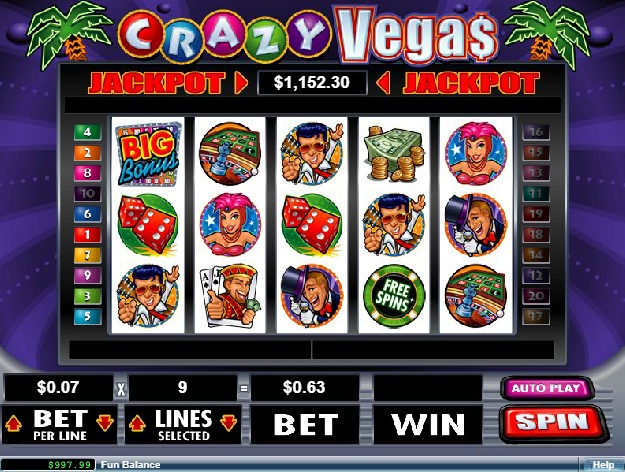 CRAZY Vega$
JACKPOT $1,152.30 JACKPOT
4 16
BIG Bonus
2 15
8 13
10 11
6 19
1 18
7 14
FREE SPINS
9 12
3 20
5 17
A
$0.07 X 9 = $0.63
AUTO PLAY
BET PER LINE LINES SELECTED BET WIN SPIN
$997.99 Fun Balance Help